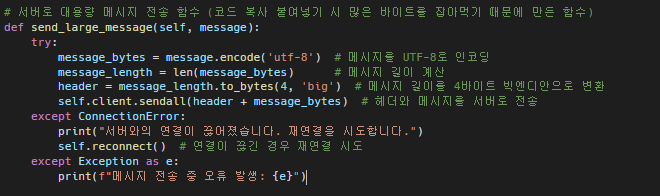 # 서버로 대용량 메시지 전송 함수 (코드 복사 붙여넣기 시 많은 바이트를 잡아먹기 때문에 만든 함수)
def send_large_message(self, message):
    try:
        message_bytes = message.encode('utf-8')  # 메시지를 UTF-8로 인코딩
        message_length = len(message_bytes)      # 메시지 길이 계산
        header = message_length.to_bytes(4, 'big')  # 메시지 길이를 4바이트 빅엔디안으로 변환
        self.client.sendall(header + message_bytes)  # 헤더와 메시지를 서버로 전송
    except ConnectionError:
        print("서버와의 연결이 끊어졌습니다. 재연결을 시도합니다.")
        self.reconnect()  # 연결이 끊긴 경우 재연결 시도
    except Exception as e:
        print(f"메시지 전송 중 오류 발생: {e}")